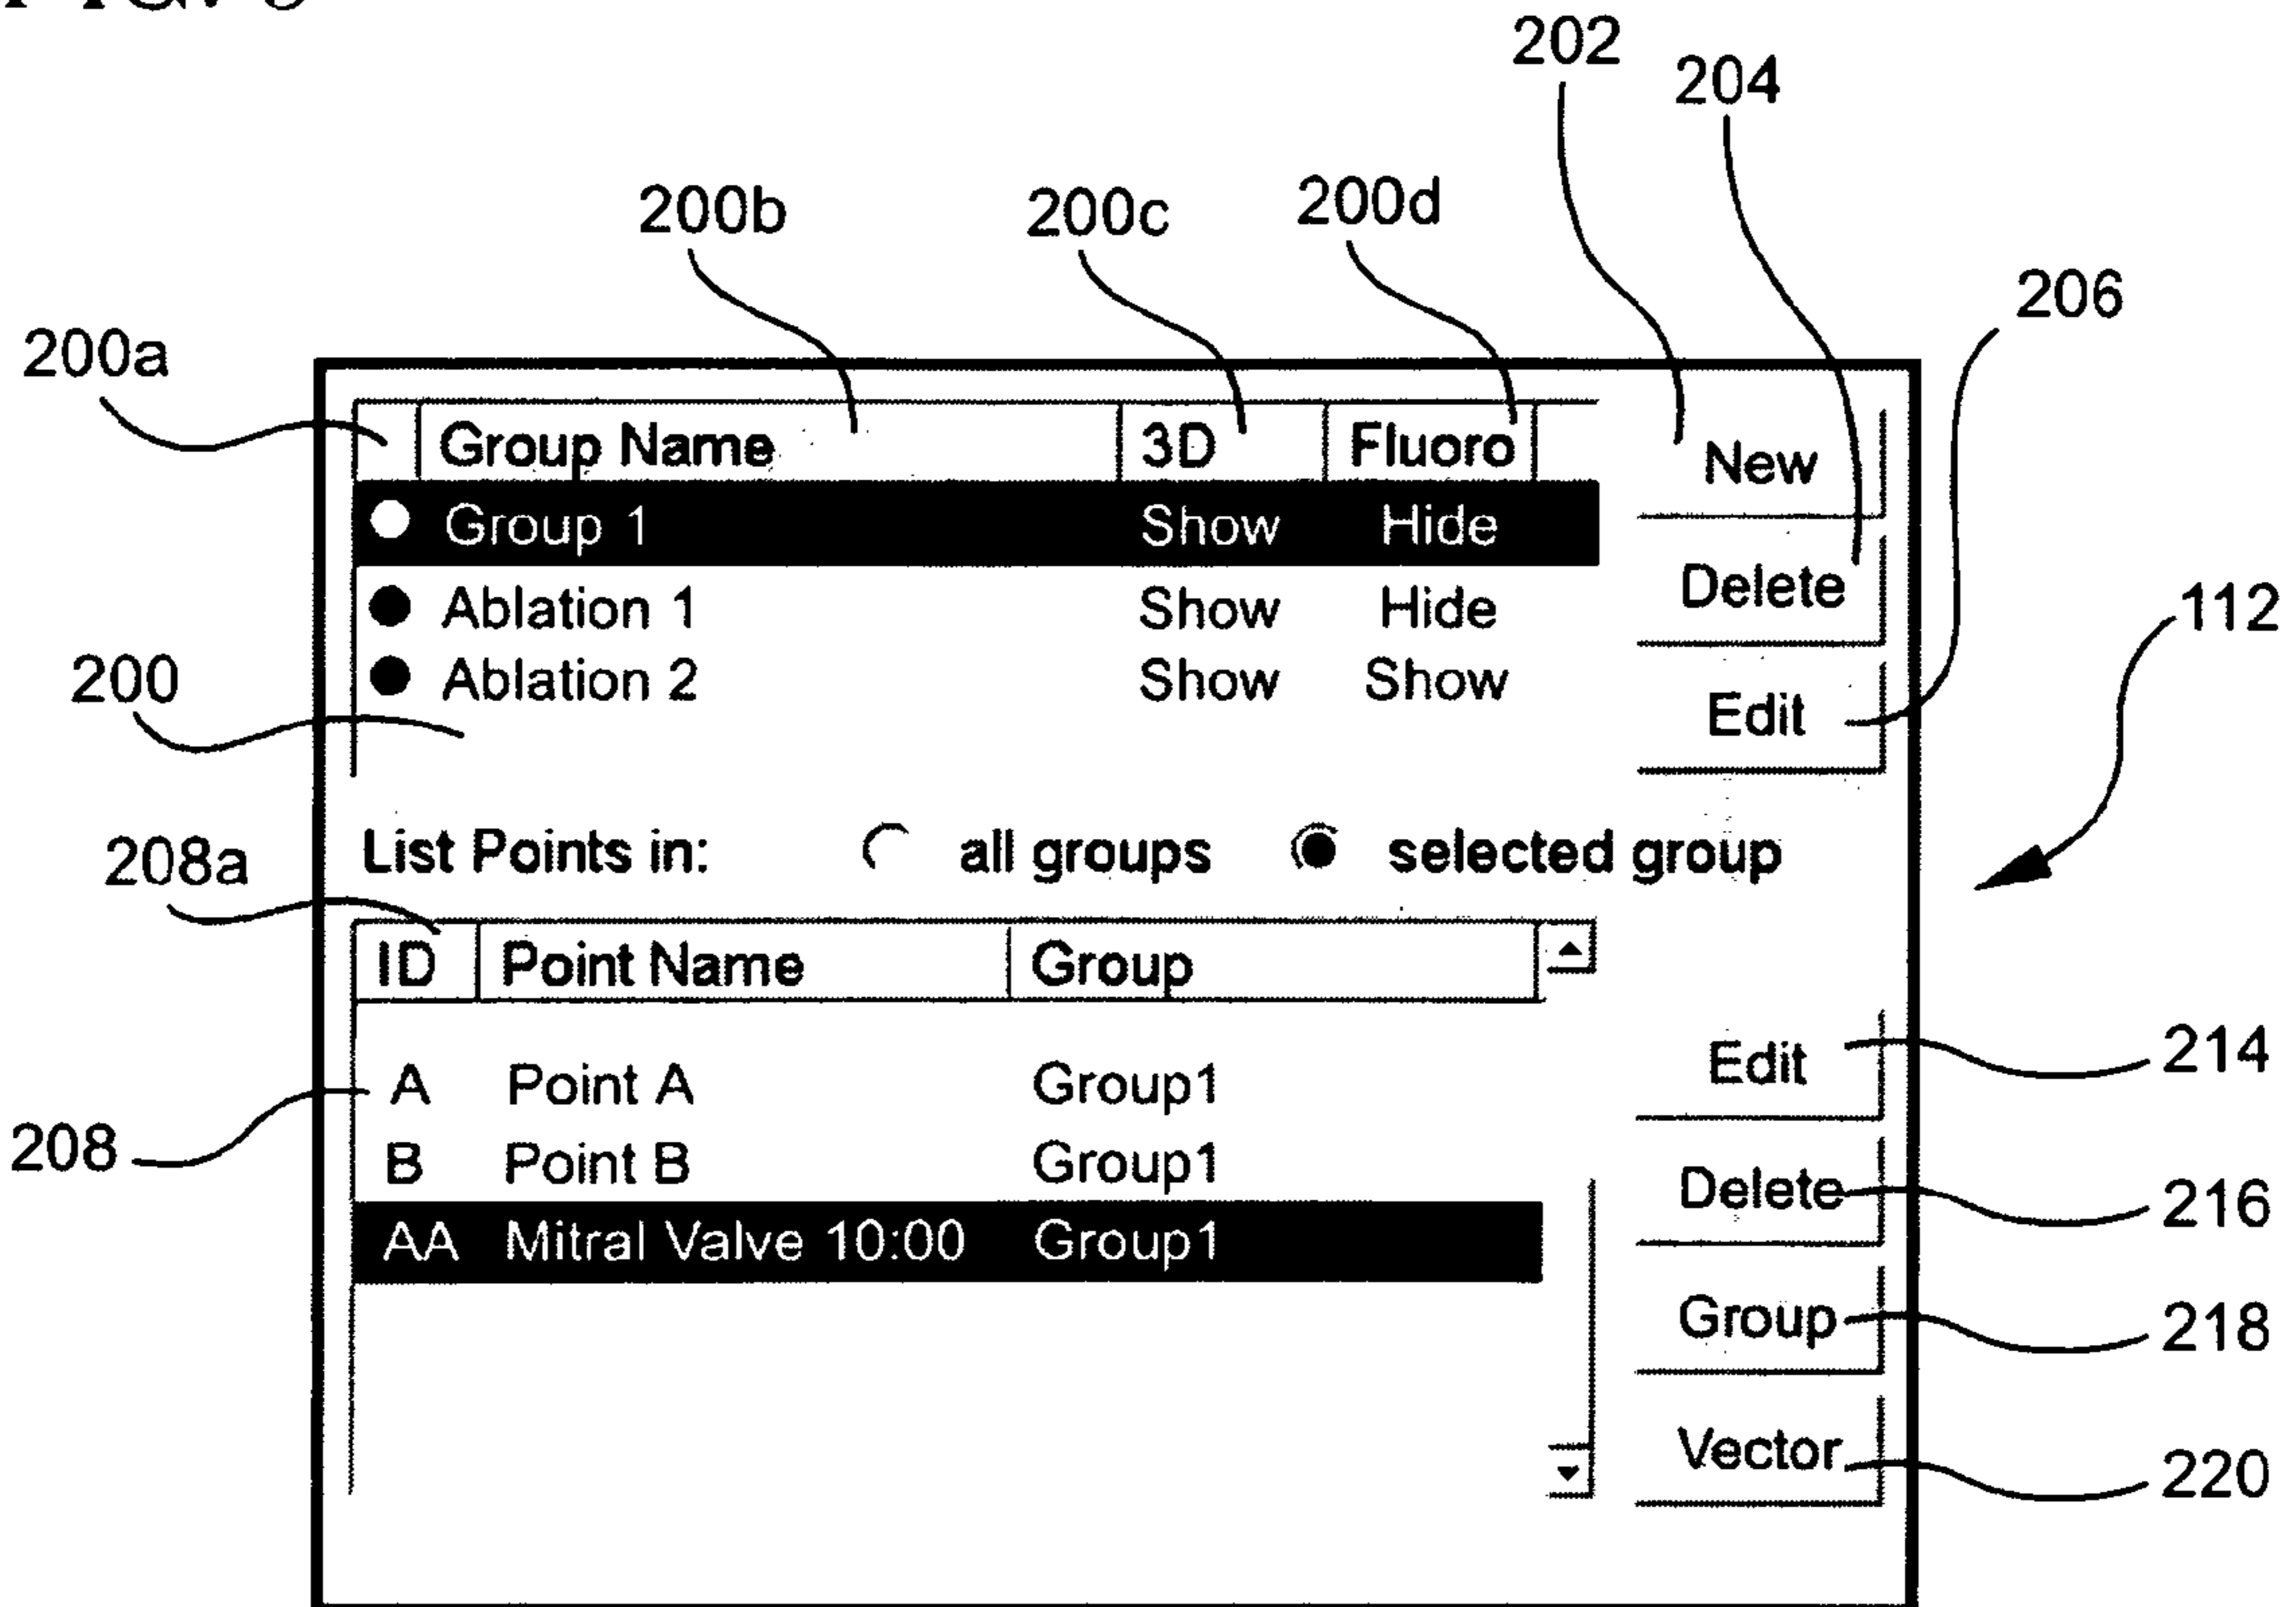 202
204
200b 200c 200d
206
200a
Group Name 3D Fluoro New
Group 1 Show Hide
Ablation 1 Show Hide Delete
112
200
Ablation 2 Show Show Edit
List Points in: all groups selected group
208a
ID Point Name Group
Edit 214
A Point A Group1
208
B Point B Group1
Delete 216
AA Mitral Valve 10:00 Group1
Group 218
Vector 220